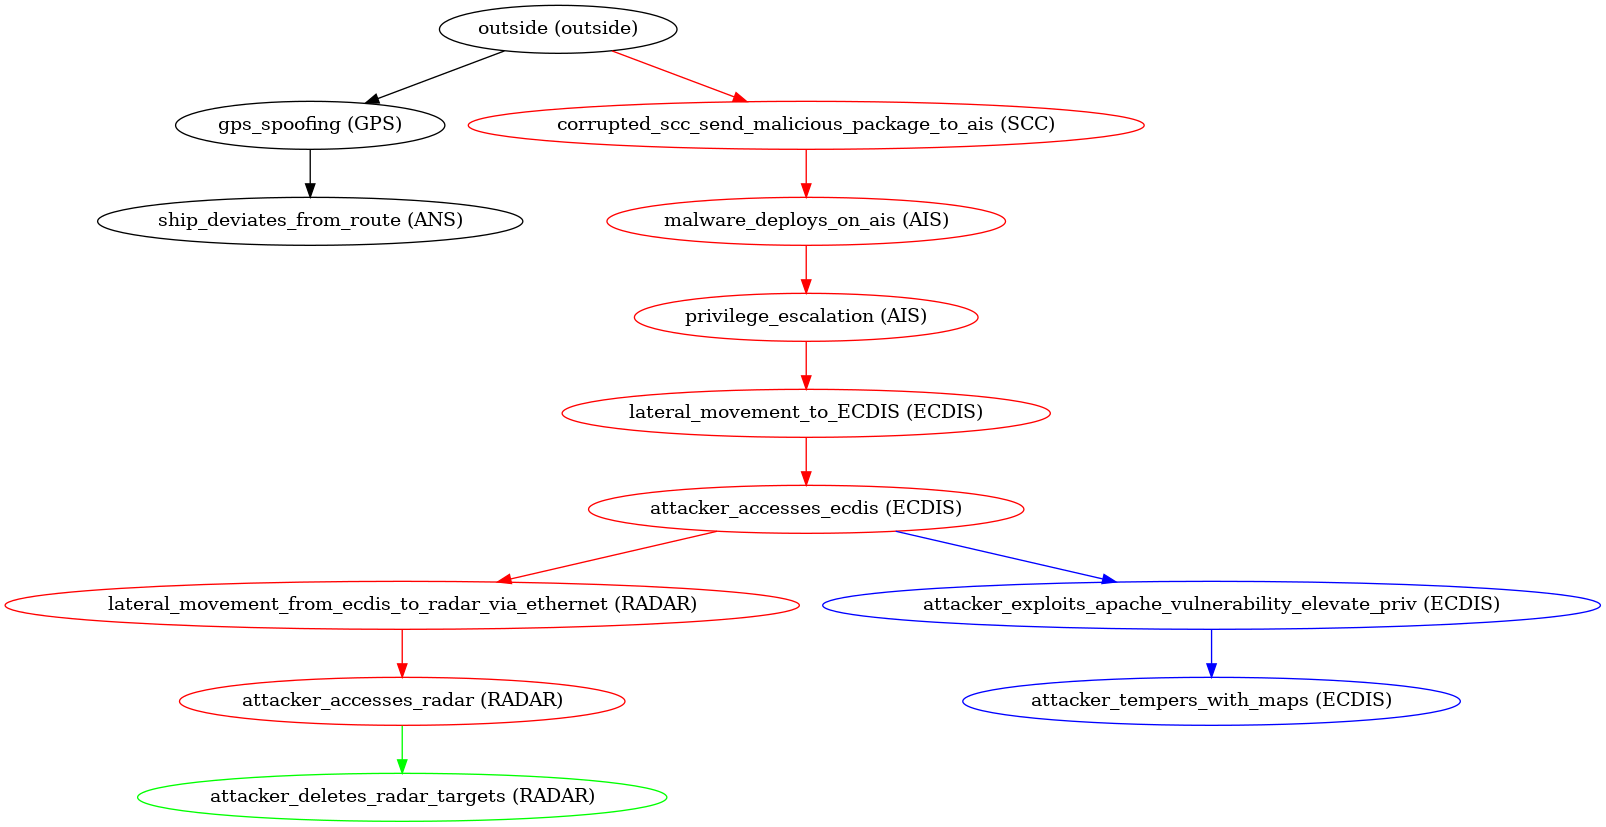 outside (outside)
gps_spoofing (GPS)
corrupted_scc_send_malicious_package_to_ais (SCC)
ship_deviates_from_route (ANS)
malware_deploys_on_ais (AIS)
privilege_escalation (AIS)
lateral_movement_to_ECDIS (ECDIS)
attacker_accesses_ecdis (ECDIS)
lateral_movement_from_ecdis_to_radar_via_ethernet (RADAR)
attacker_exploits_apache_vulnerability_elevate_priv (ECDIS)
attacker_accesses_radar (RADAR)
attacker_tempers_with_maps (ECDIS)
attacker_deletes_radar_targets (RADAR)